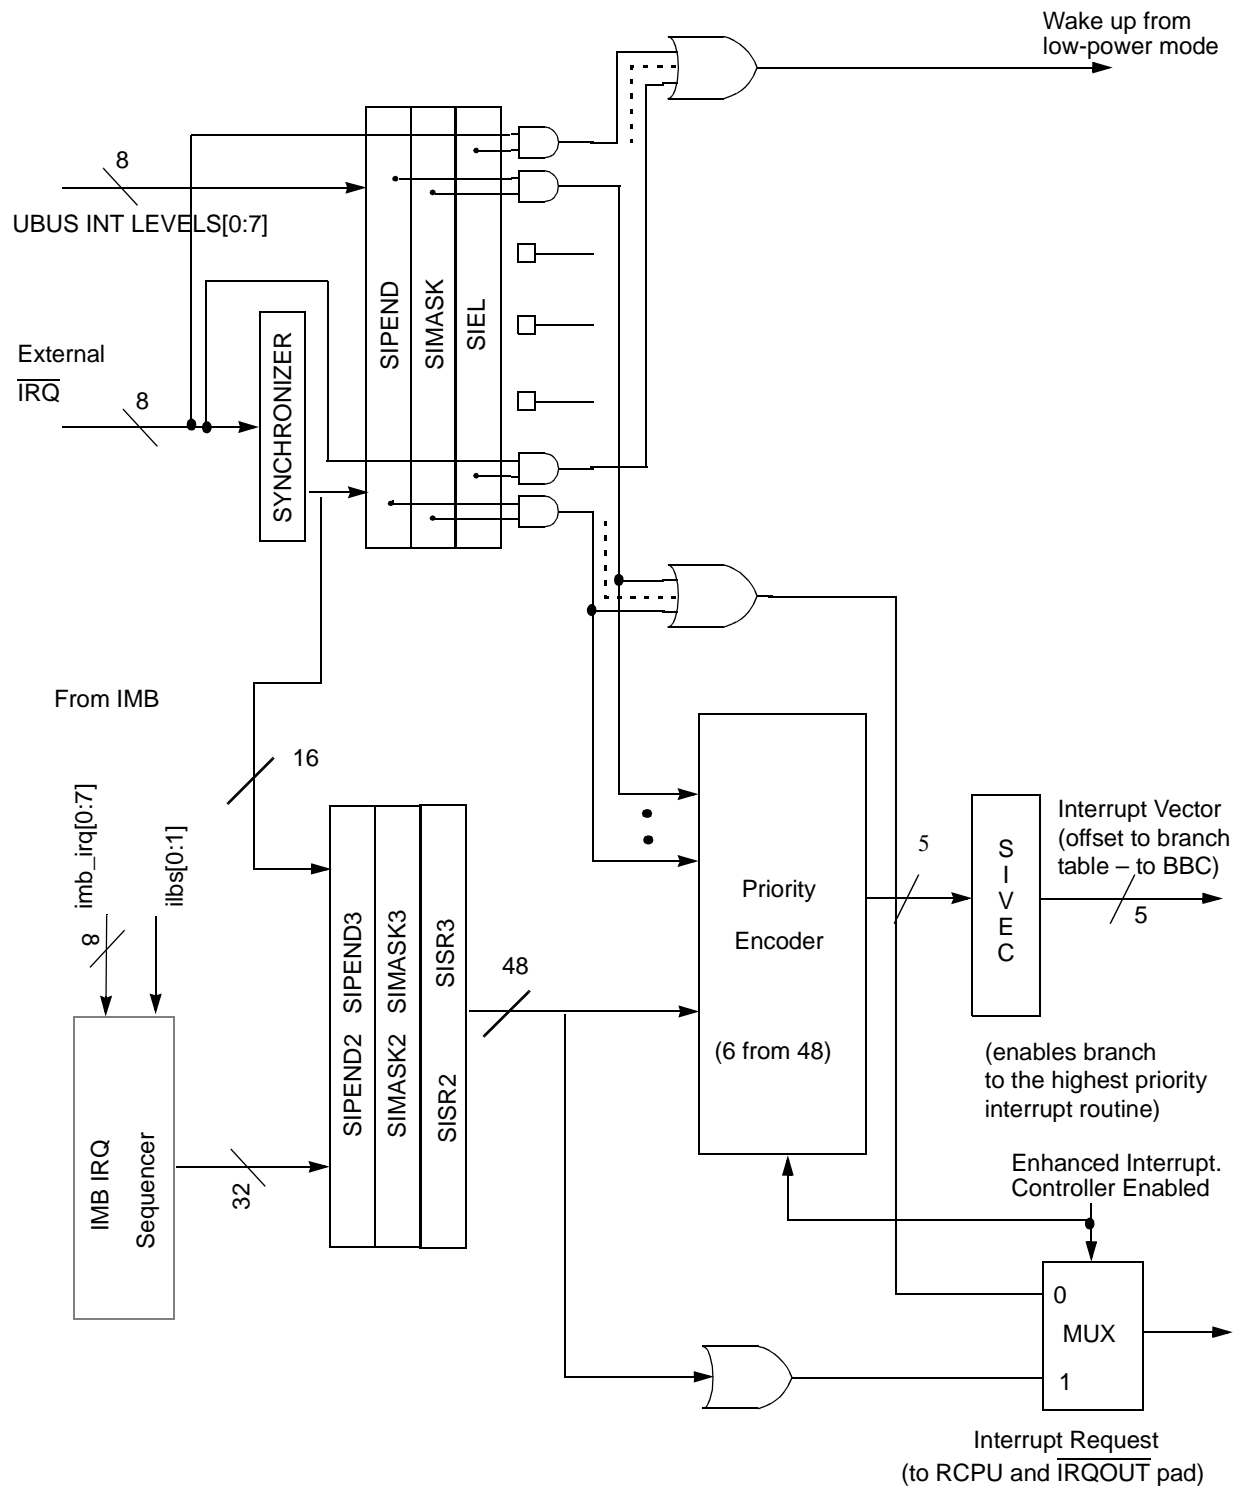 Wake up from
low-power mode
8
UBUS INT LEVELS[0:7]
SIPEND
SIMASK
SIEL
External
IRQ
8
SYNCHRONIZER
From IMB
16
imb_irq[0:7]
ilbs[0:1]
8
IMB IRQ
Sequencer
32
SIPEND2 SIPEND3
SIMASK2 SIMASK3
SISR2 SISR3
48
Priority
Encoder
(6 from 48)
5
SIVEC
Interrupt Vector
(offset to branch
table – to BBC)
5
(enables branch
to the highest priority
interrupt routine)
Enhanced Interrupt.
Controller Enabled
0
MUX
1
Interrupt Request
(to RCPU and IRQOUT pad)